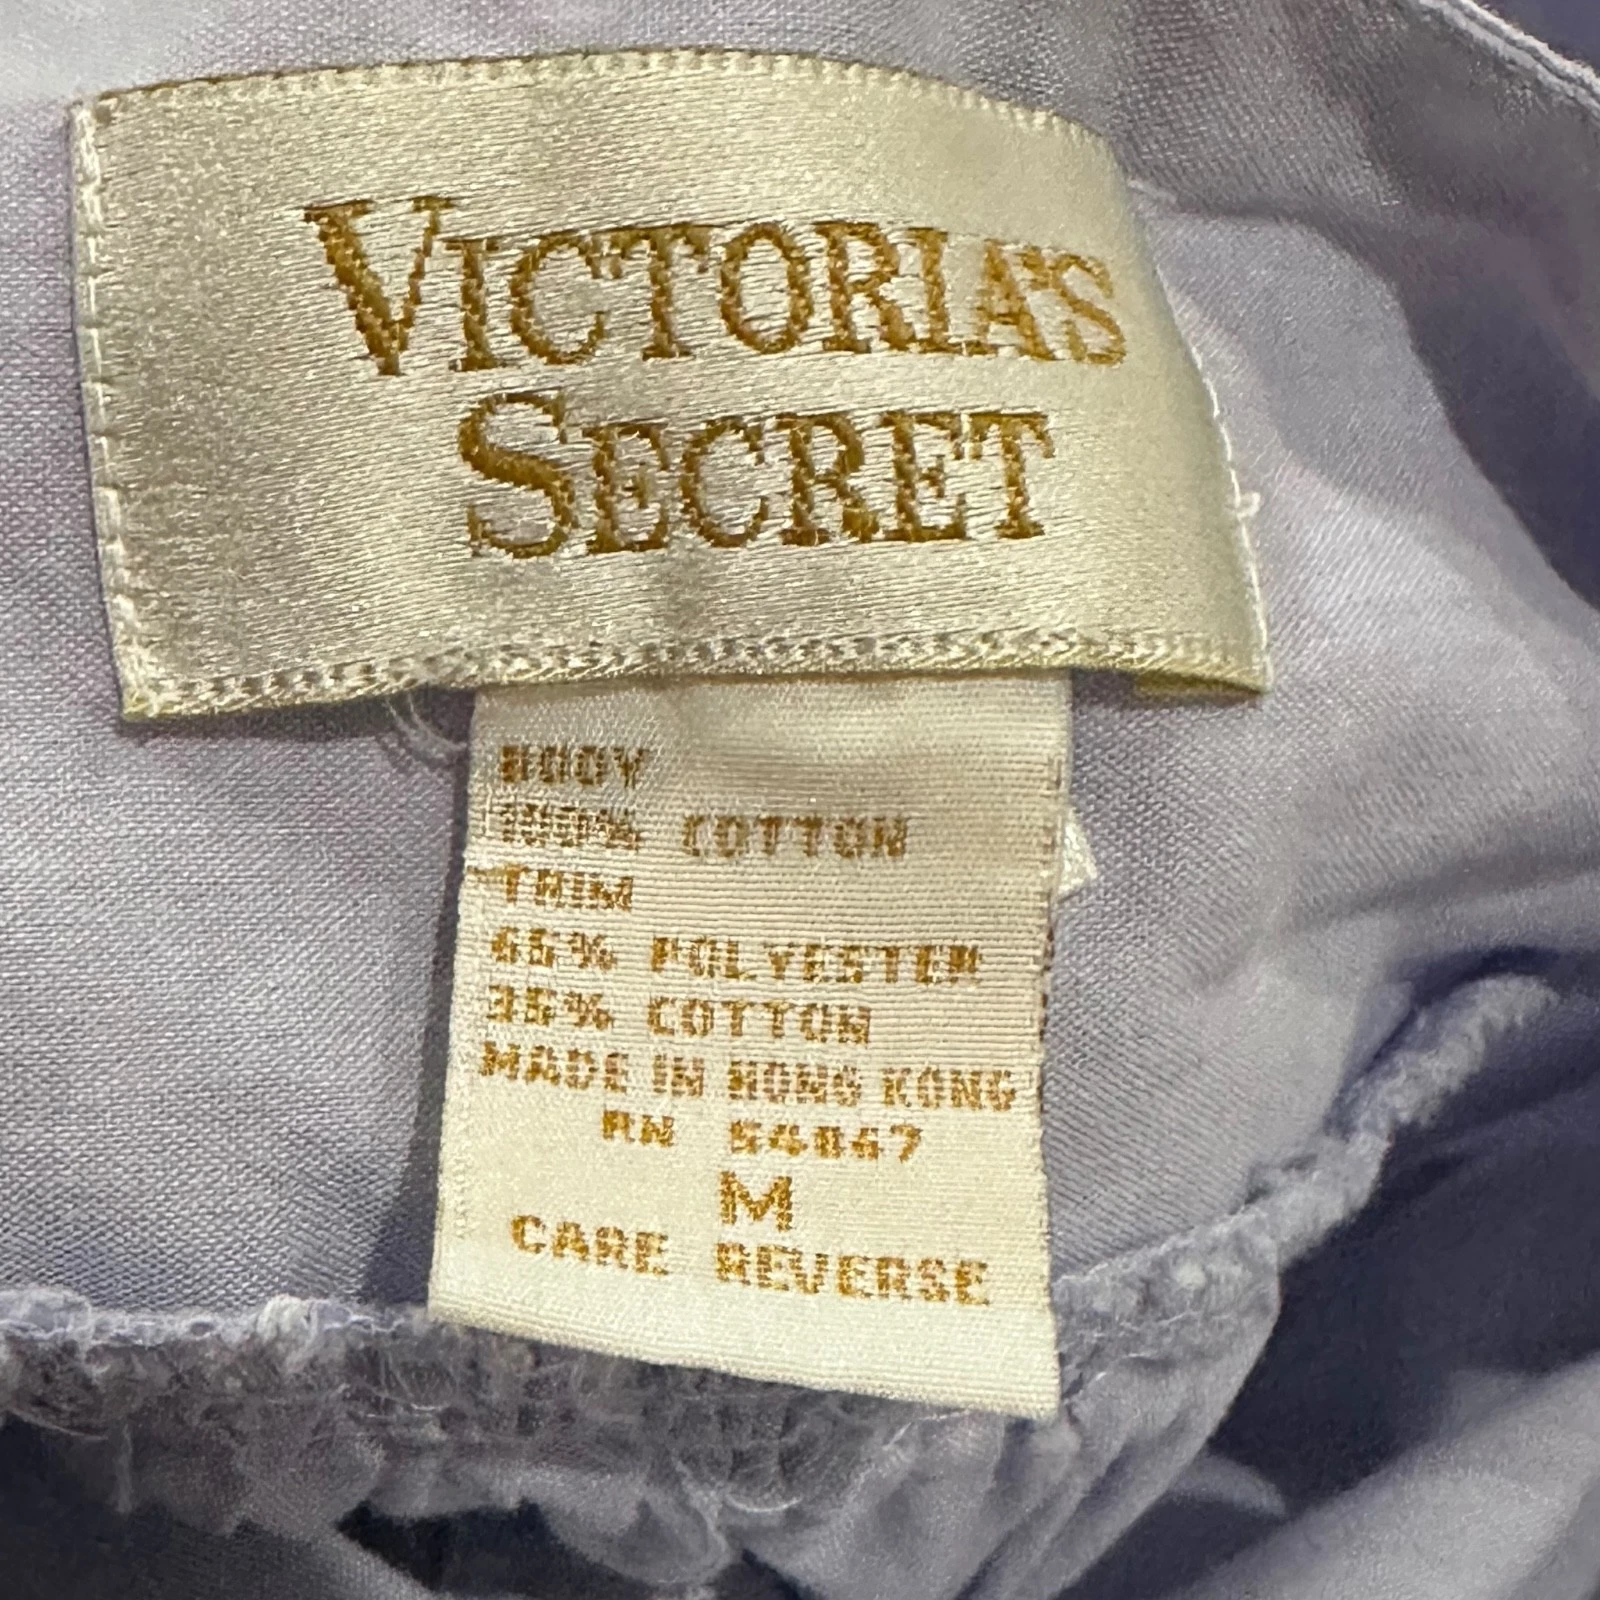 VICTORIA'S
SECRET
BODY
100% COTTON
TRIM
65% POLYESTER
35% COTTON
MADE IN HONG KONG
RN 54867
M
CARE REVERSE